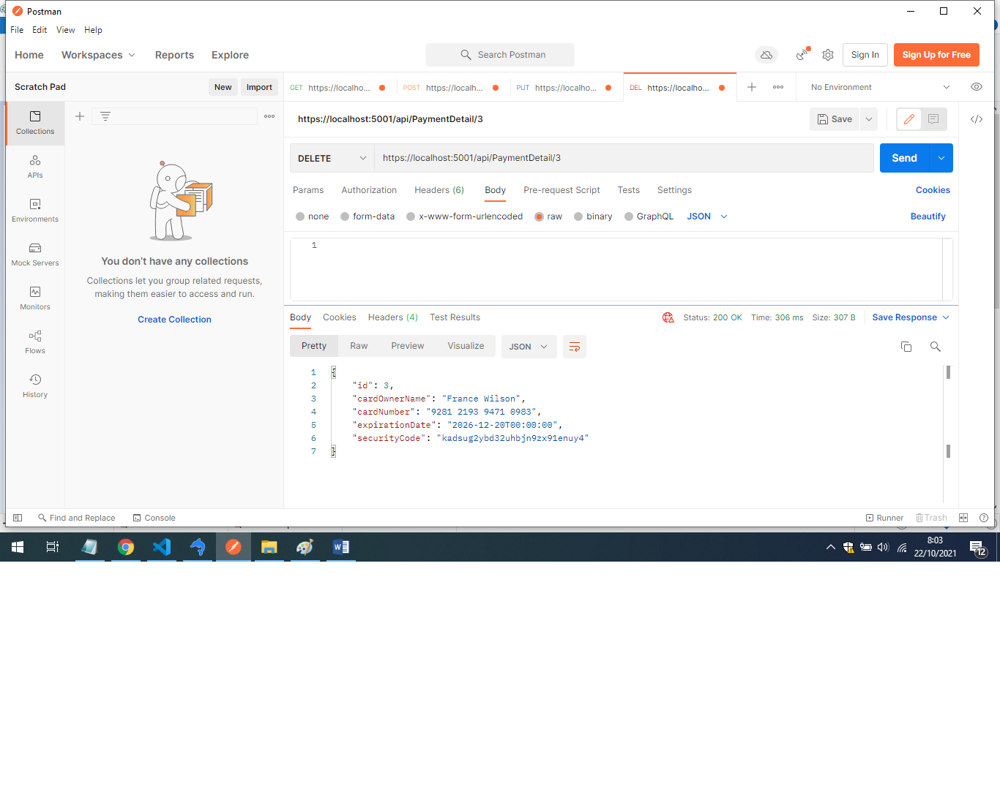 Postman
File Edit View Help
Home Workspaces Reports Explore
Search Postman
Sign In
Sign Up for Free
Scratch Pad
New
Import
GET https://localho...
POST https://localho...
PUT https://localho...
DEL https://localho...
No Environment
Collections
APIs
Environments
Mock Servers
Monitors
Flows
History
You don't have any collections
Collections let you group related requests,
making them easier to access and run.
Create Collection
https://localhost:5001/api/PaymentDetail/3
Save
DELETE
https://localhost:5001/api/PaymentDetail/3
Send
Params Authorization Headers (6) Body Pre-request Script Tests Settings
Cookies
none form-data x-www-form-urlencoded raw binary GraphQL JSON
Beautify
1
Body Cookies Headers (4) Test Results
Status: 200 OK Time: 306 ms Size: 307 B
Save Response
Pretty Raw Preview Visualize JSON
1 {
2 "id": 3,
3 "cardOwnerName": "France Wilson",
4 "cardNumber": "9281 2193 9471 0983",
5 "expirationDate": "2026-12-20T00:00:00",
6 "securityCode": "kadsug2ybd32uhbjn9zx91enuy4"
7 }
Find and Replace
Console
Runner
Trash
8:03
22/10/2021
12